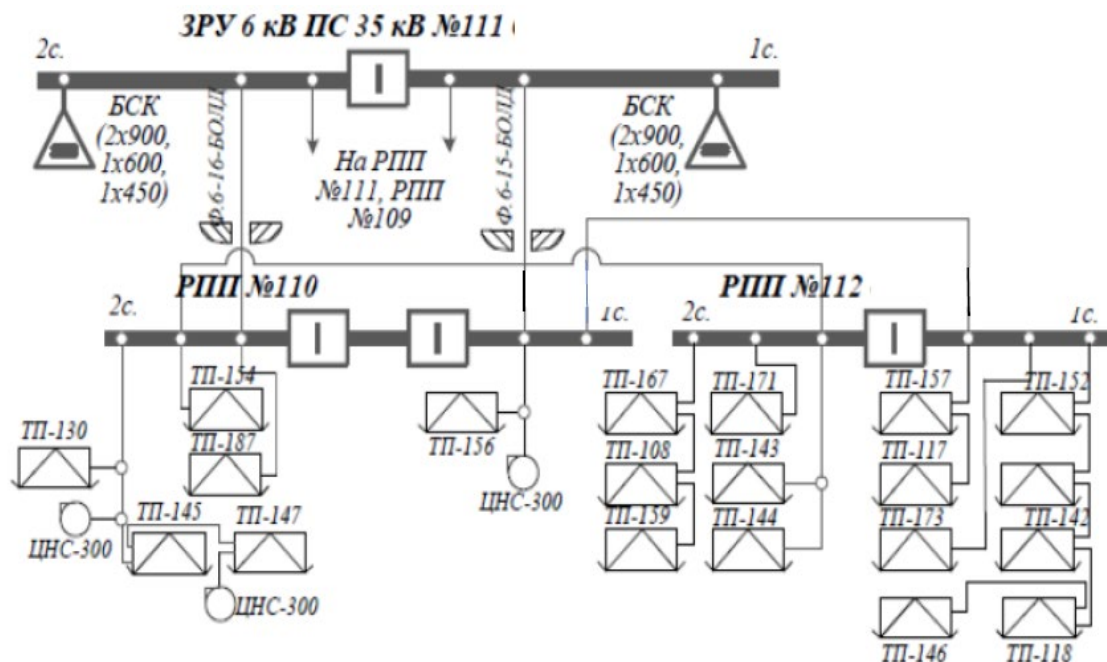 ЗРУ 6 кВ ПС 35 кВ №111
2с.
1с.
БСК
(2х900,
1х600,
1х450)
Ф.6-16-БОЛД
На РПП
№111, РПП
№109
Ф.6-15-БОЛД
БСК
(2х900,
1х600,
1х450)
РПП №110
РПП №112
2с.
1с.
2с.
1с.
ТП-154
ТП-187
ТП-130
ТП-145
ТП-147
ЦНС-300
ЦНС-300
ТП-156
ЦНС-300
ТП-167
ТП-171
ТП-157
ТП-152
ТП-108
ТП-143
ТП-117
ТП-159
ТП-144
ТП-173
ТП-142
ТП-146
ТП-118